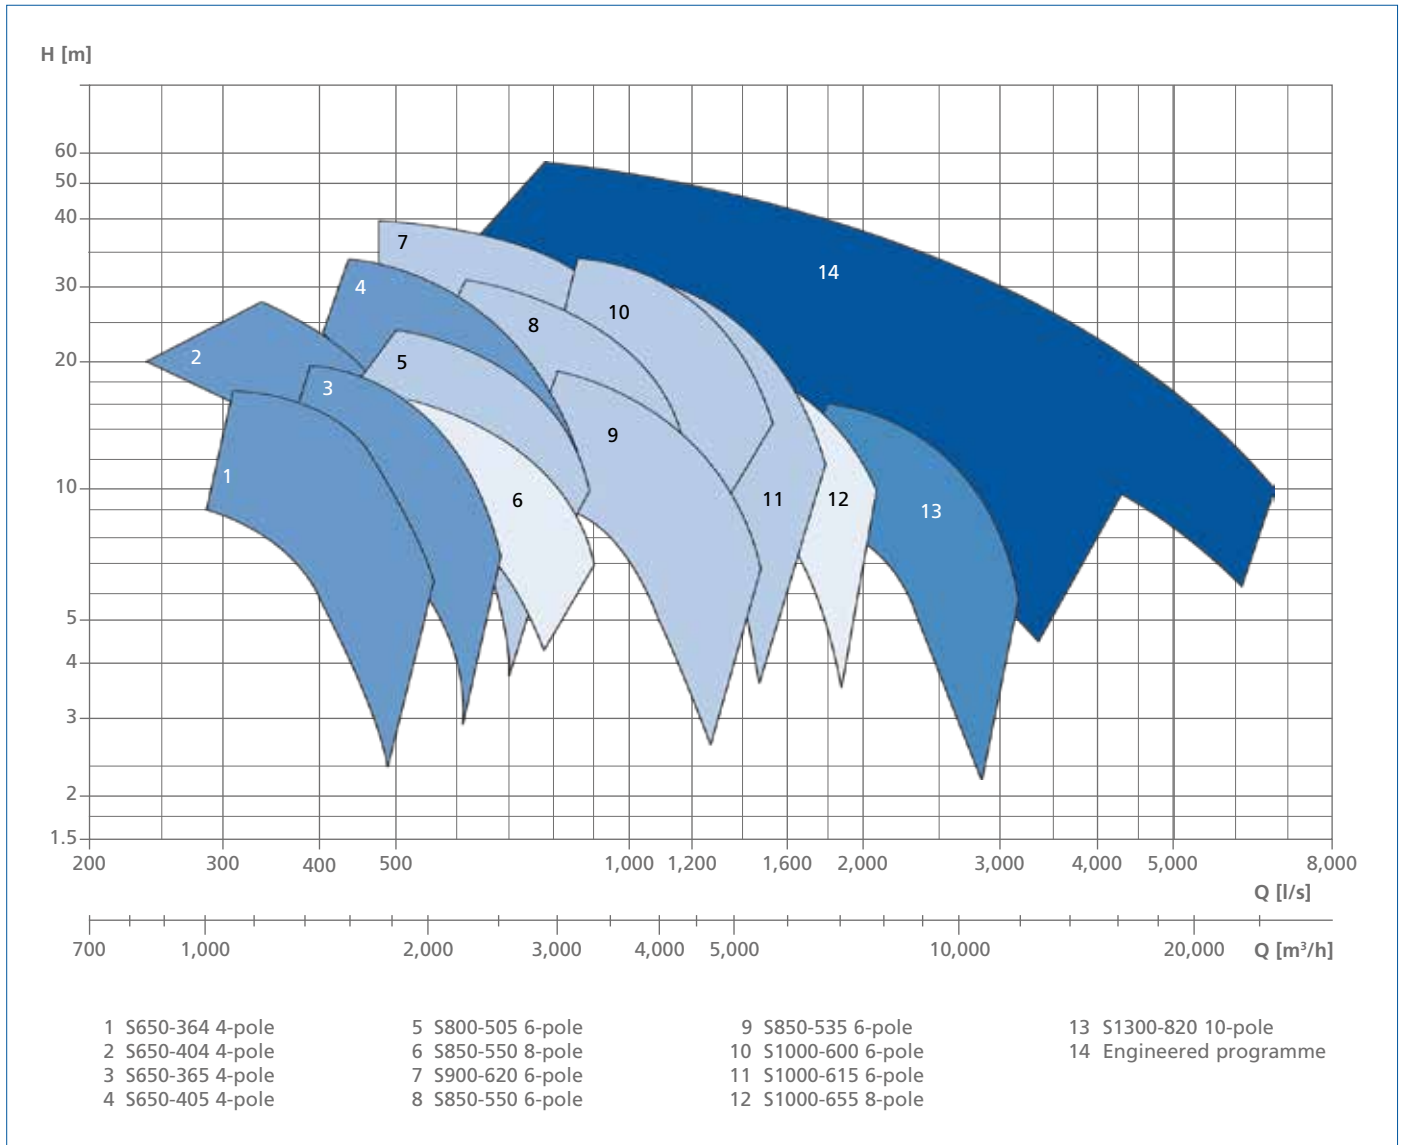 H [m]
60
50
40
30
20
10
5
4
3
2
1.5
7
4
14
10
8
2
5
3
9
1
6
11
12
13
200 300 400 500 1,000 1,200 1,600 2,000 3,000 4,000 5,000 8,000
Q [l/s]
700 1,000 2,000 3,000 4,000 5,000 10,000 20,000 Q [m³/h]
1 S650-364 4-pole
2 S650-404 4-pole
3 S650-365 4-pole
4 S650-405 4-pole
5 S800-505 6-pole
6 S850-550 8-pole
7 S900-620 6-pole
8 S850-550 6-pole
9 S850-535 6-pole
10 S1000-600 6-pole
11 S1000-615 6-pole
12 S1000-655 8-pole
13 S1300-820 10-pole
14 Engineered programme